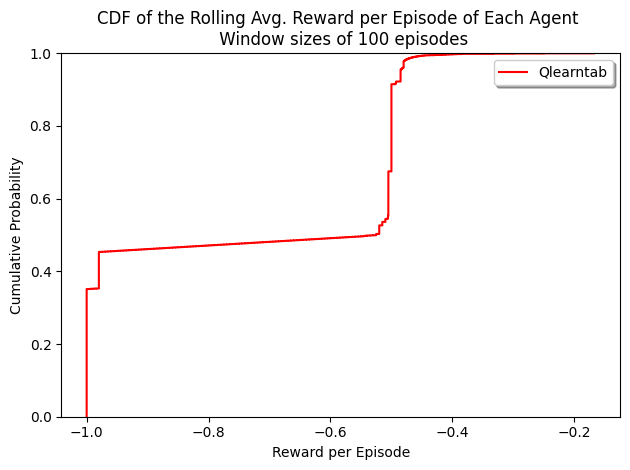 CDF of the Rolling Avg. Reward per Episode of Each Agent
Window sizes of 100 episodes
Qlearntab
Cumulative Probability
1.0
0.8
0.6
0.4
0.2
0.0
−1.0
−0.8
−0.6
−0.4
−0.2
Reward per Episode